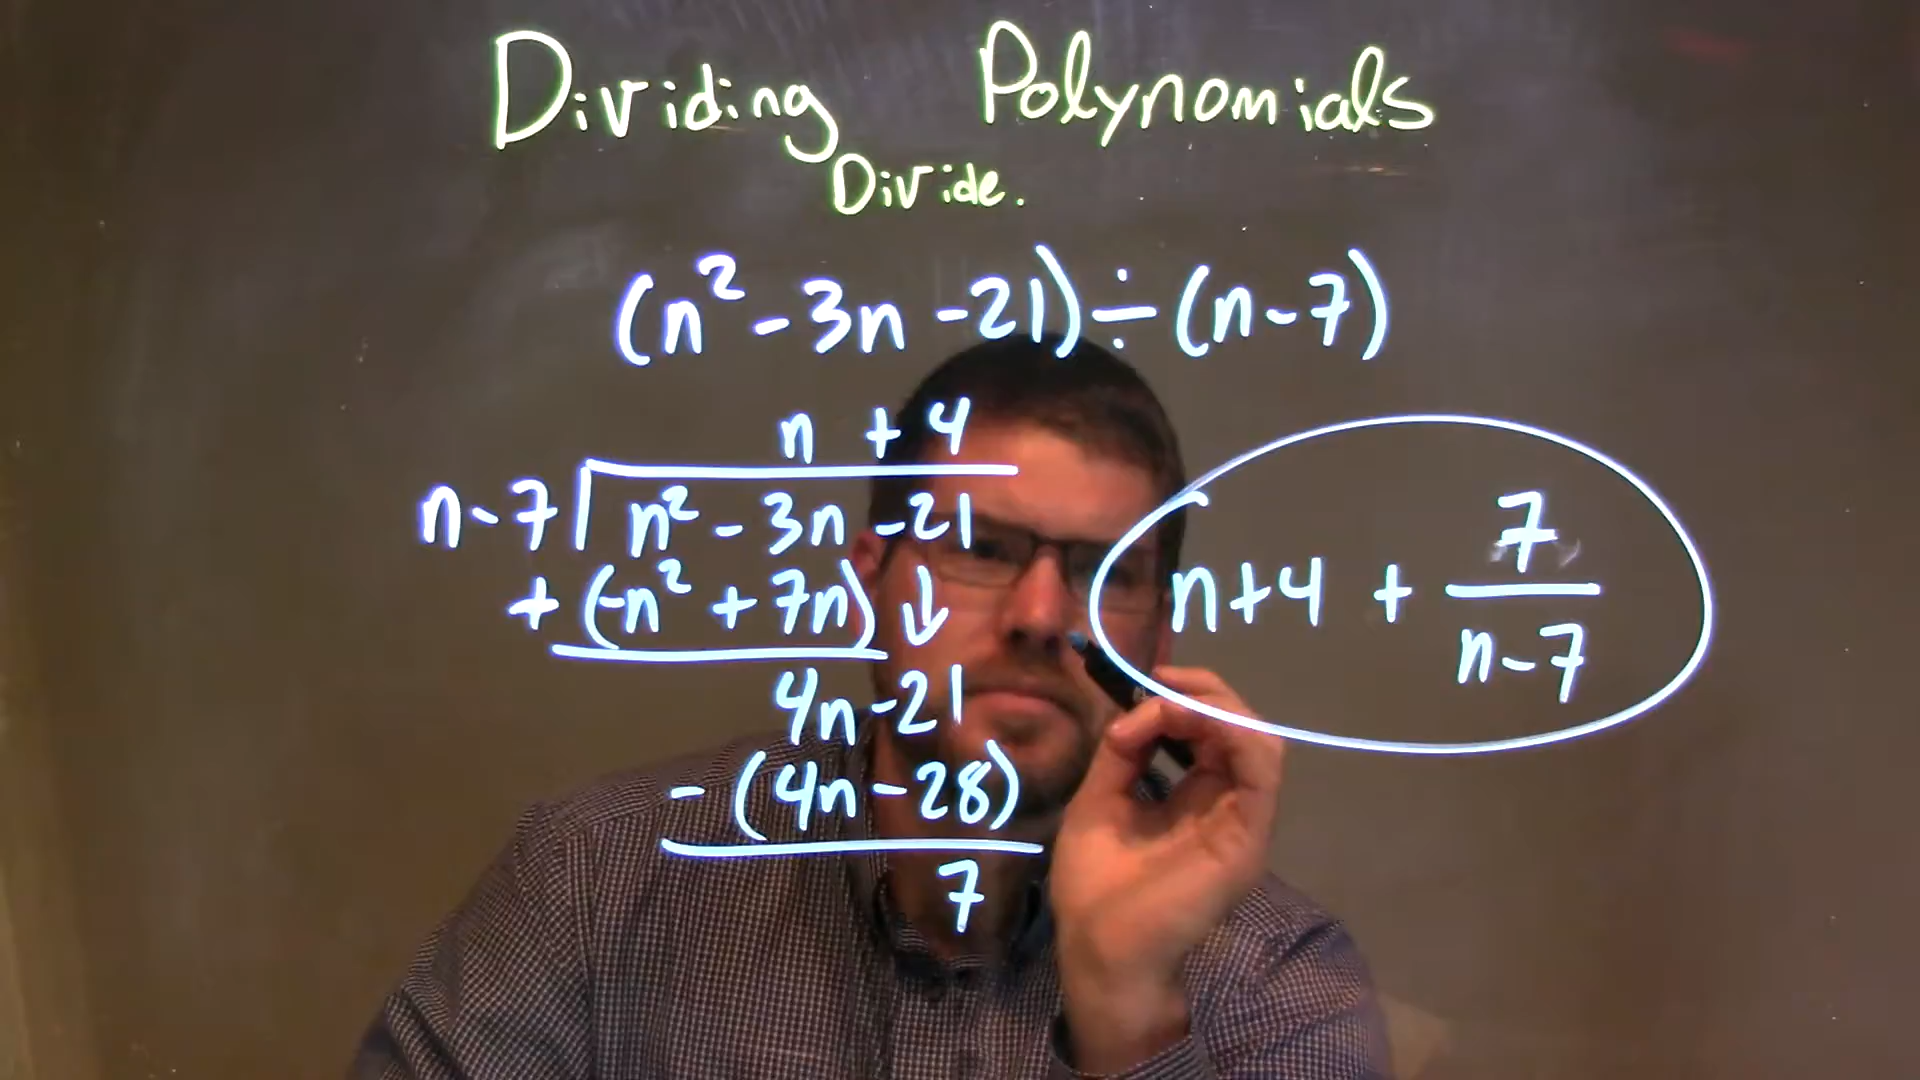 Dividing Polynomials
Divide.
(n² - 3n - 21) ÷ (n - 7)
n + 4
n - 7 n² - 3n - 21
+ (-n² + 7n) ↓
4n - 21
- (4n - 28)
7
n + 4 + 7/(n - 7)